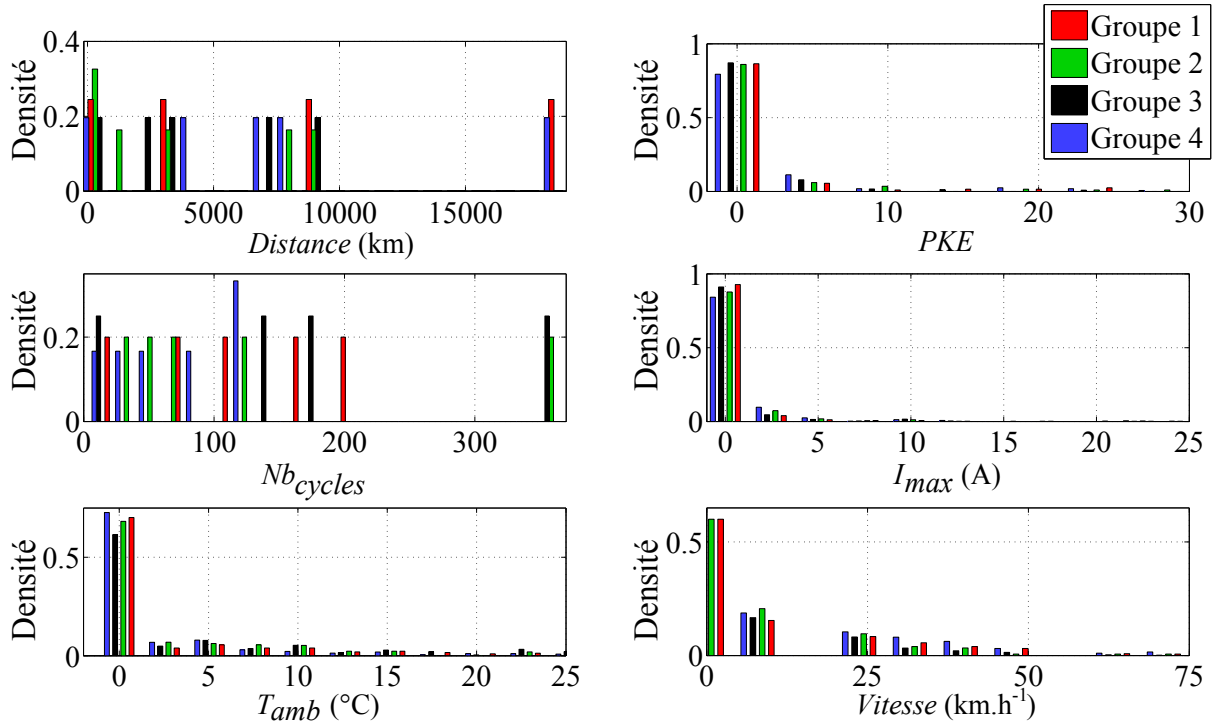 Densité
0.4
0.2
0
0 5000 10000 15000
Distance (km)
Densité
1
0.5
0
0 10 20 30
PKE
Groupe 1
Groupe 2
Groupe 3
Groupe 4
Densité
0.2
0
0 100 200 300
Nb_cycles
Densité
1
0.5
0
0 5 10 15 20 25
I_max (A)
Densité
0.5
0
0 5 10 15 20 25
T_amb (°C)
Densité
0.5
0
0 25 50 75
Vitesse (km.h⁻¹)